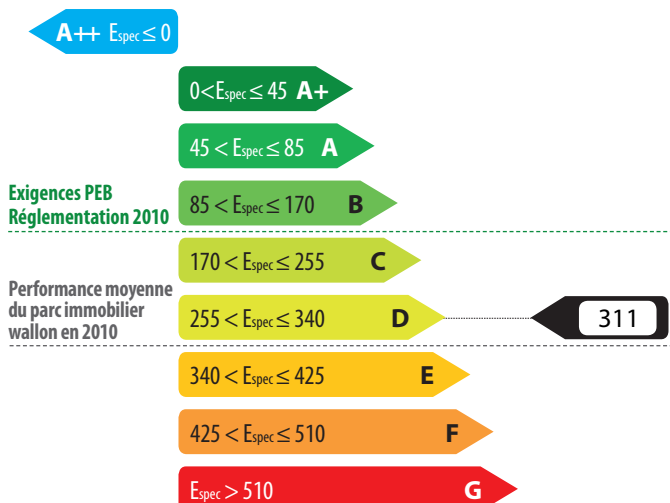 A++ Espec ≤ 0
0<Espec ≤ 45 A+
45 < Espec ≤ 85 A
Exigences PEB
Réglementation 2010
85 < Espec ≤ 170 B
170 < Espec ≤ 255 C
Performance moyenne
du parc immobilier
wallon en 2010
255 < Espec ≤ 340 D
311
340 < Espec ≤ 425 E
425 < Espec ≤ 510 F
Espec > 510 G